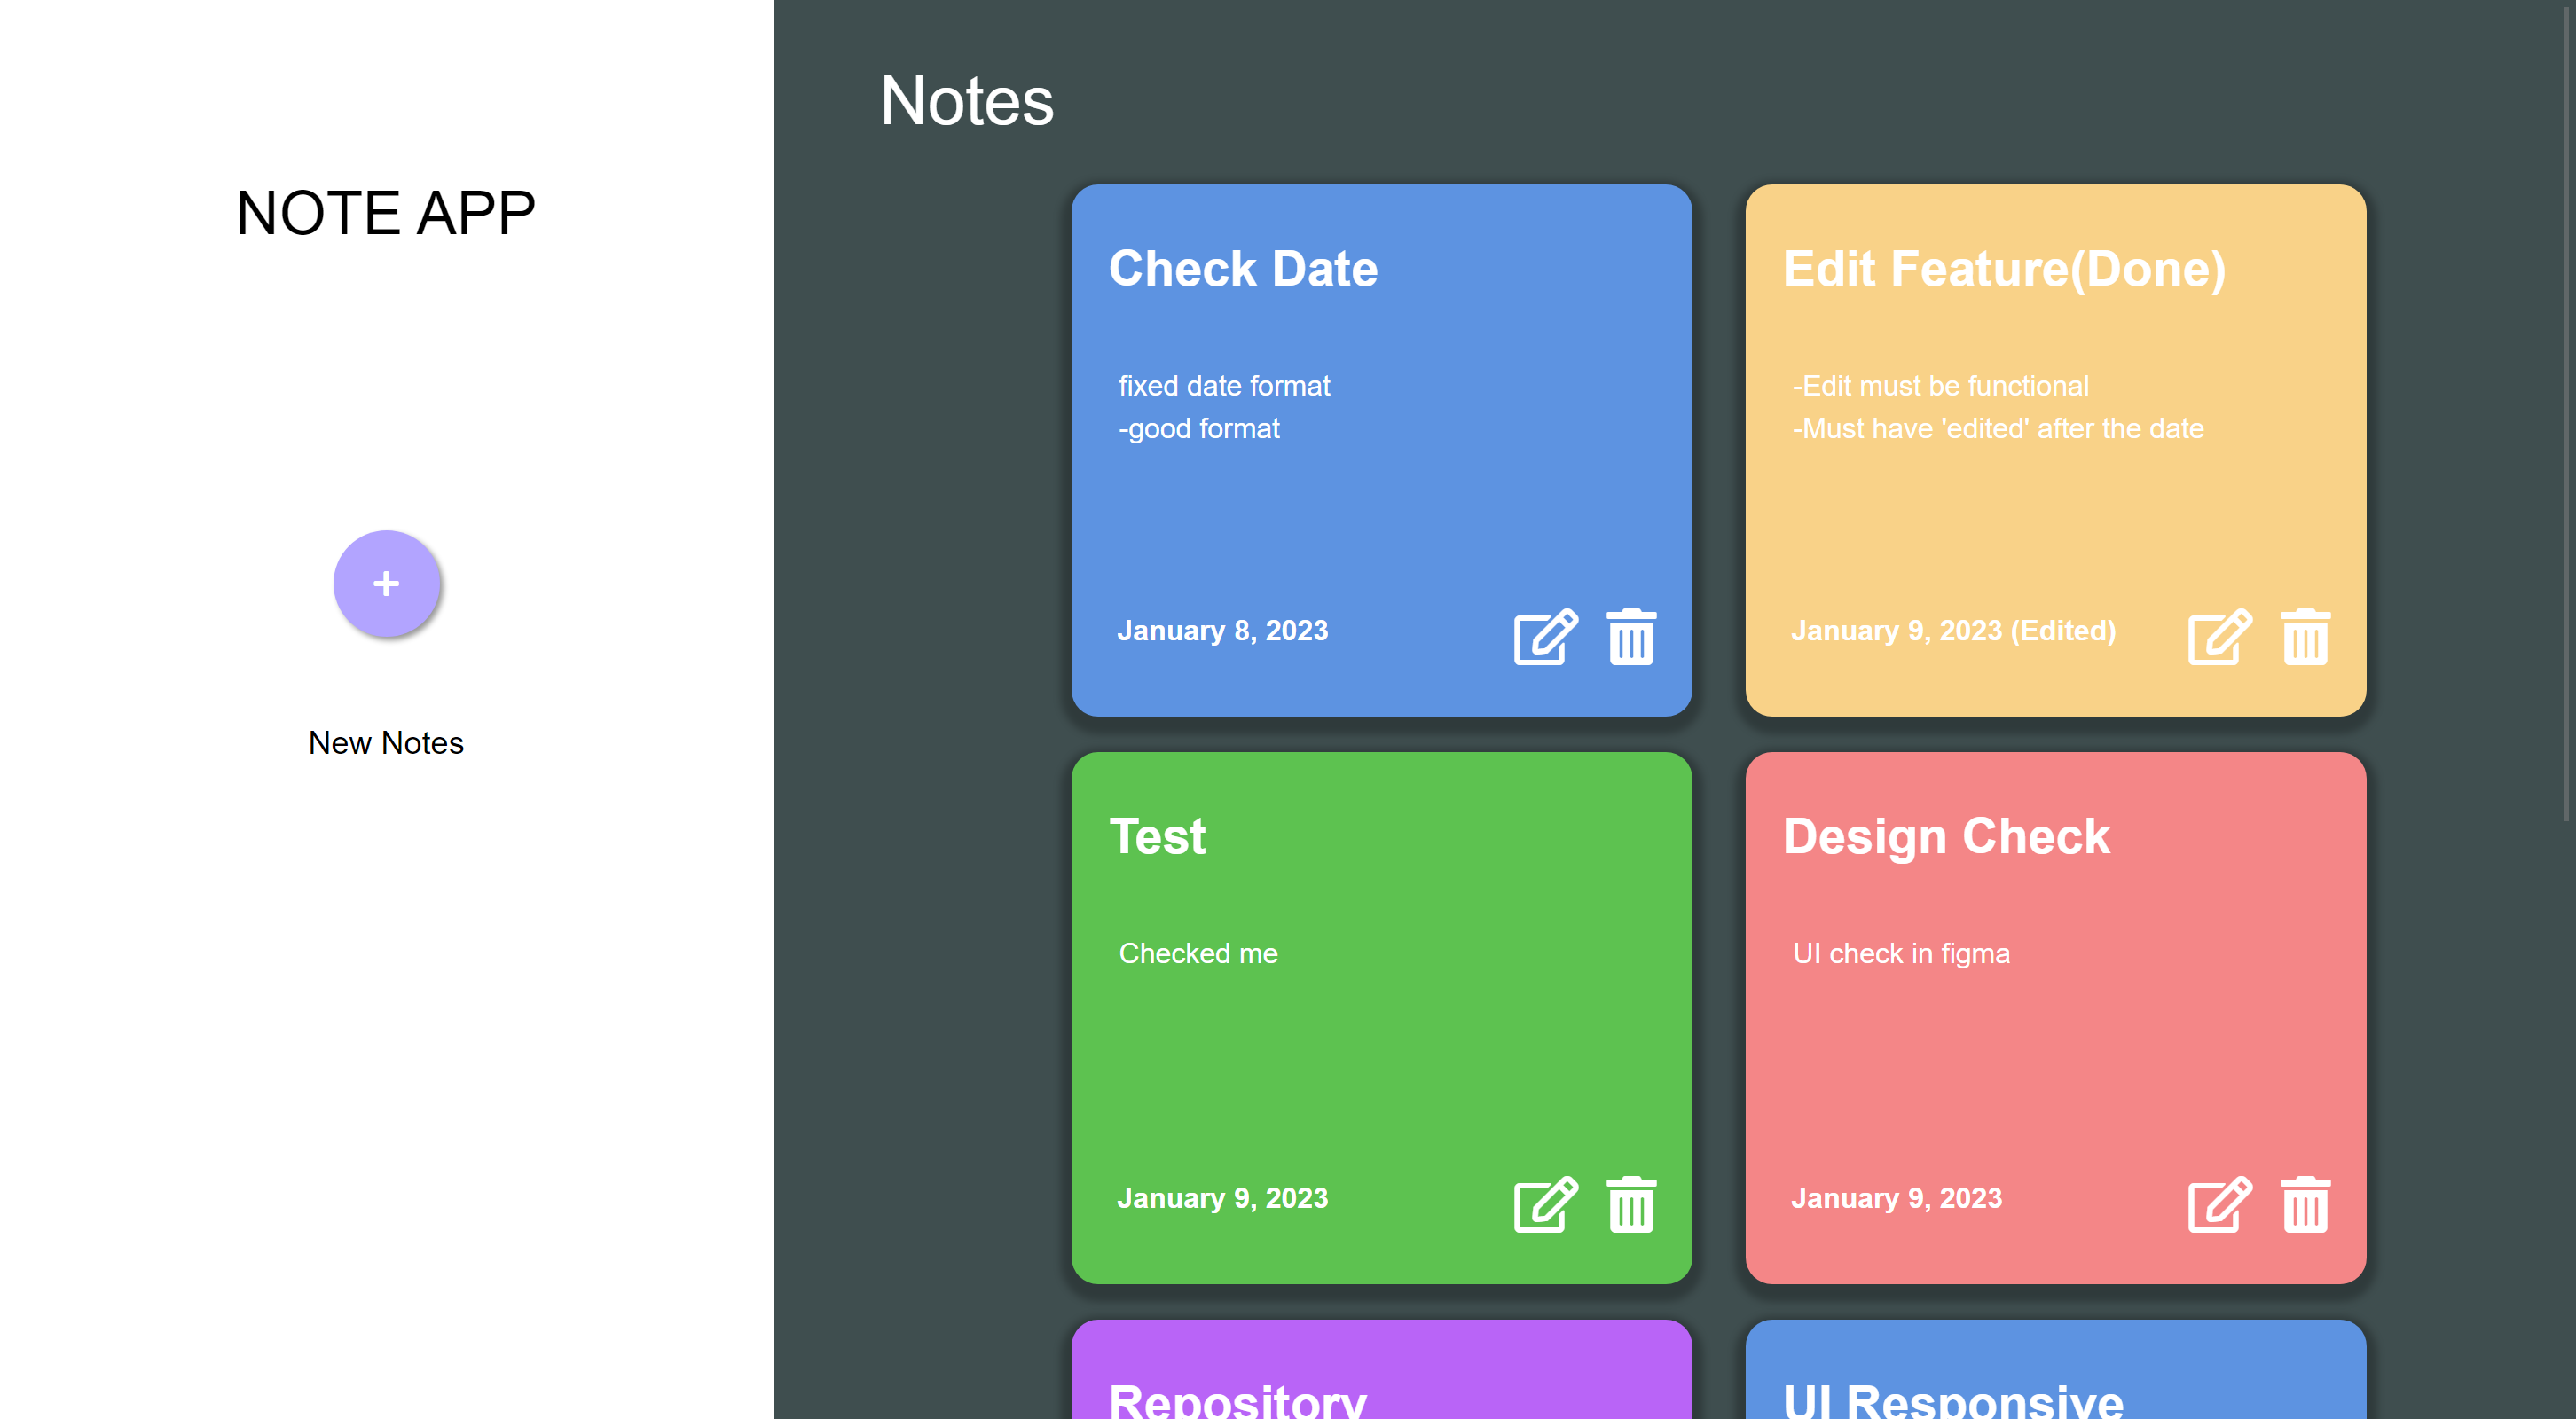 NOTE APP
+
New Notes
Notes
Check Date
fixed date format
-good format
January 8, 2023
Edit Feature(Done)
-Edit must be functional
-Must have 'edited' after the date
January 9, 2023 (Edited)
Test
Checked me
January 9, 2023
Design Check
UI check in figma
January 9, 2023
Repository
UI Responsive